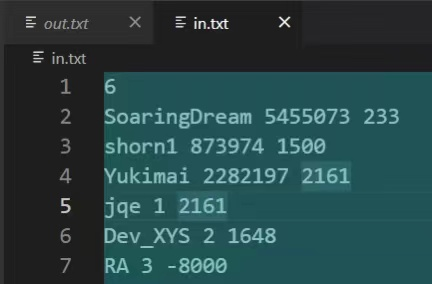 out.txt in.txt
in.txt
1 6
2 SoaringDream 5455073 233
3 shorn1 873974 1500
4 Yukimai 2282197 2161
5 jqe 1 2161
6 Dev_XYS 2 1648
7 RA 3 -8000